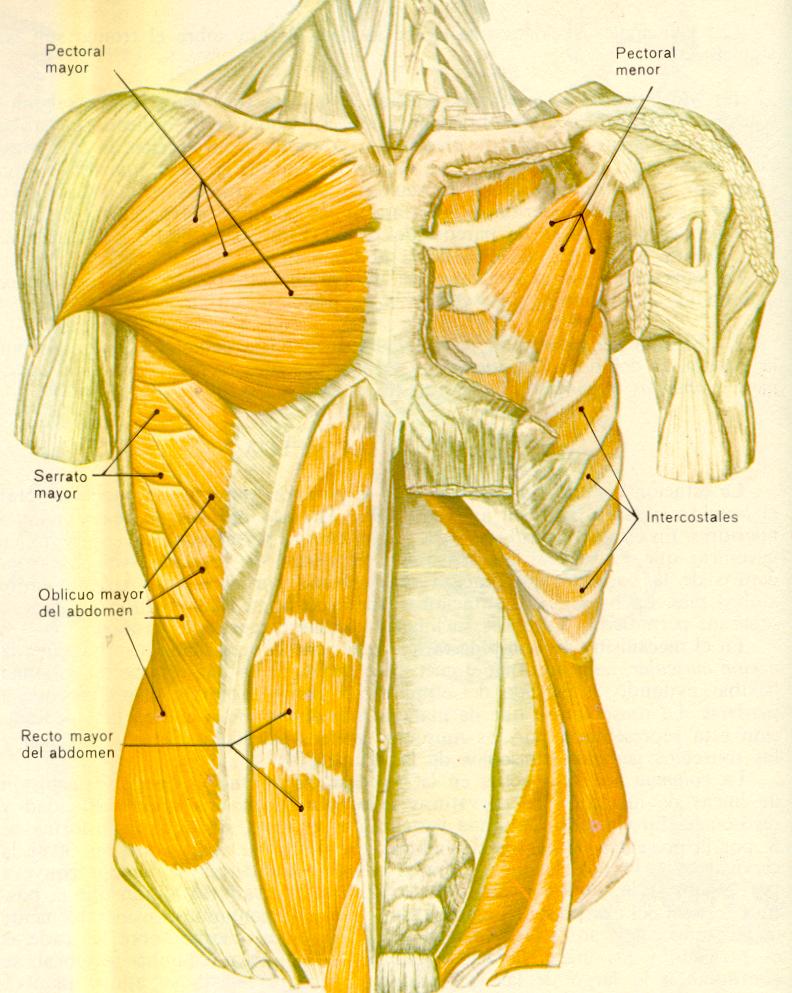 Pectoral
mayor
Pectoral
menor
Serrato
mayor
Intercostales
Oblicuo mayor
del abdomen
Recto mayor
del abdomen